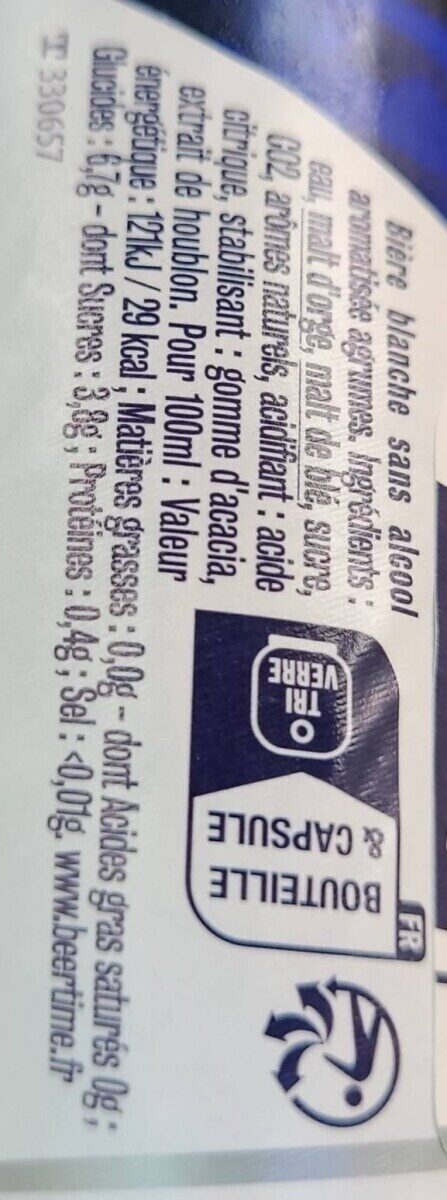 Bière blanche sans alcool
aromatisée agrumes. Ingrédients :
eau, malt d'orge, malt de blé, sucre,
CO2, arômes naturels, acidifiant : acide
citrique, stabilisant : gomme d'acacia,
extrait de houblon. Pour 100ml : Valeur
énergétique : 121kJ / 29 kcal ; Matières grasses : 0,0g - dont Acides gras saturés 0g ;
Glucides : 6,7g - dont Sucres : 3,8g ; Protéines : 0,4g ; Sel : <0,01g. www.beertime.fr
330657
FR
BOUTEILLE
& CAPSULE
TRI
VERRE